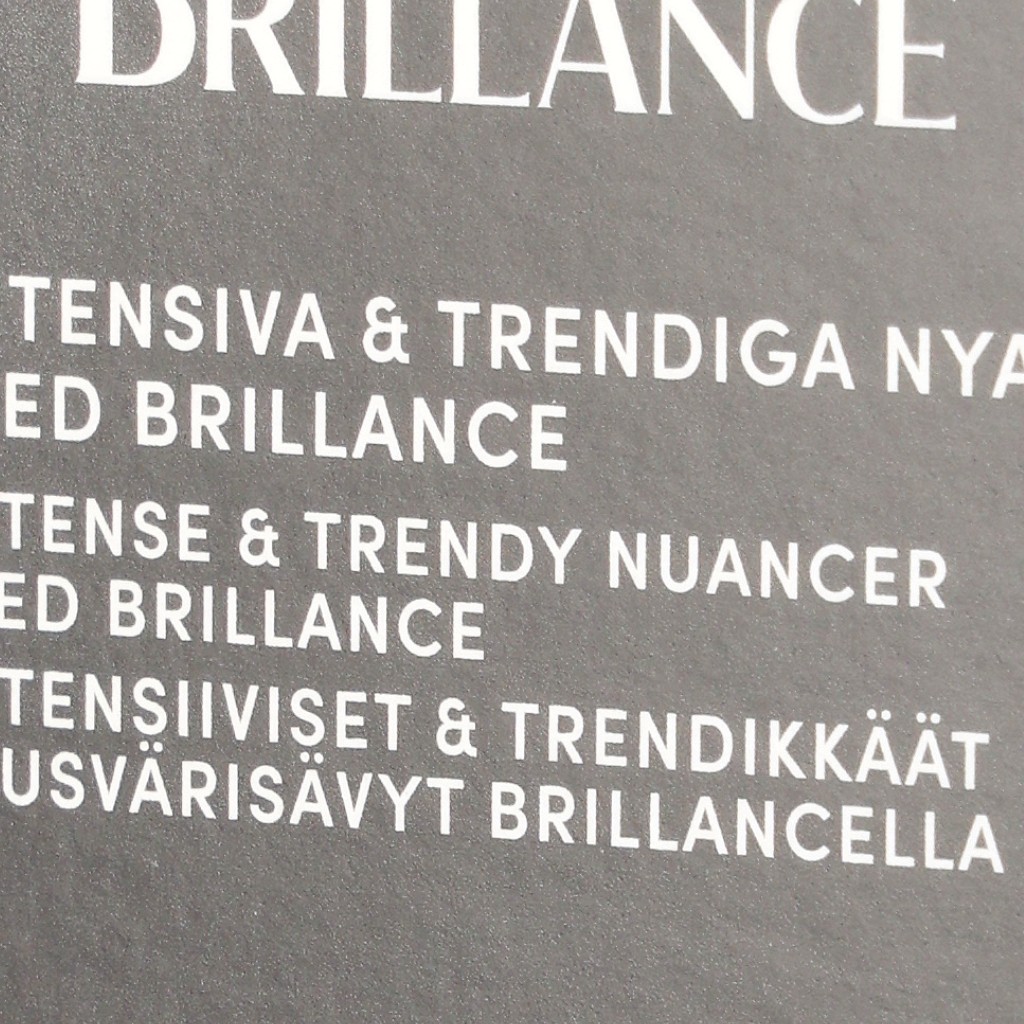 BRILLANCE
TENSIVA & TRENDIGA NYA
ED BRILLANCE
TENSE & TRENDY NUANCER
ED BRILLANCE
TENSIIVISET & TRENDIKKÄÄT
USVÄRISÄVYT BRILLANCELLA